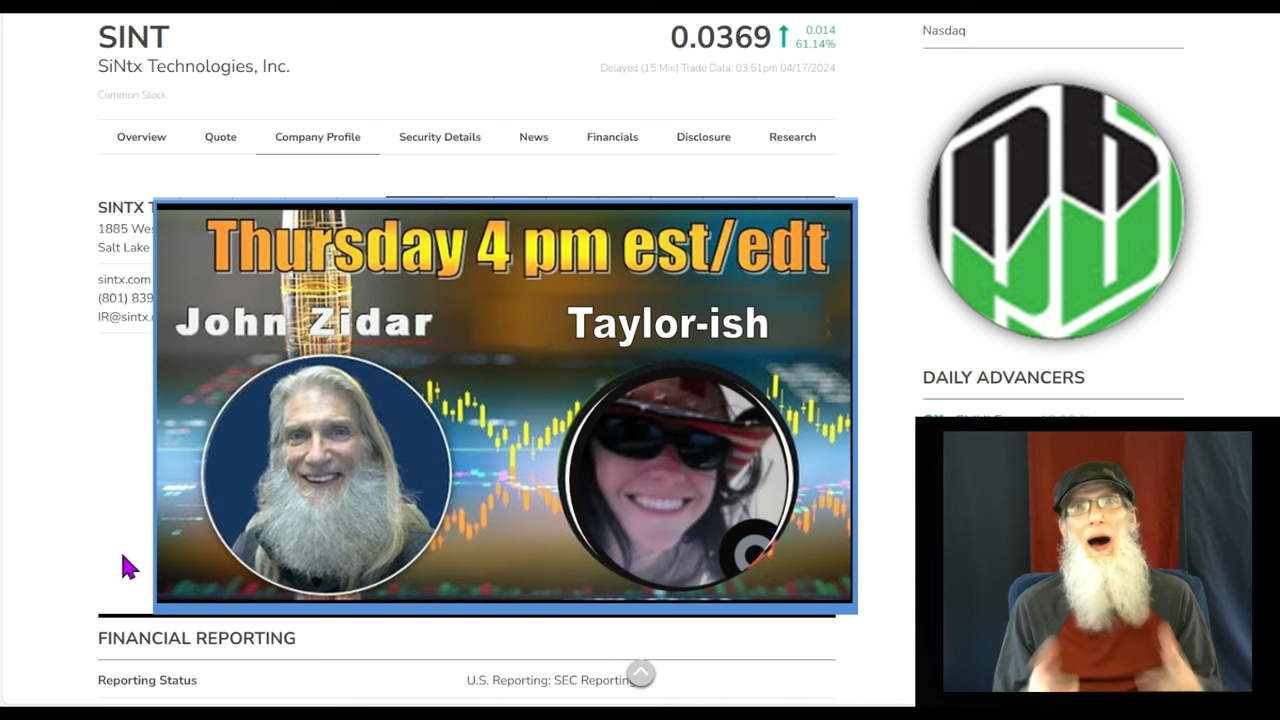 SINT
SiNtx Technologies, Inc.
Common Stock
0.0369
0.014
61.14%
Delayed (15 Min) Trade Data: 03:51pm 04/17/2024
Overview Quote Company Profile Security Details News Financials Disclosure Research
SINTX T
1885 Wes
Salt Lake
sintx.com
(801) 839
IR@sintx.
Thursday 4 pm est/edt
John Zidar
Taylor-ish
FINANCIAL REPORTING
Reporting Status
U.S. Reporting: SEC Reporting
Nasdaq
DAILY ADVANCERS